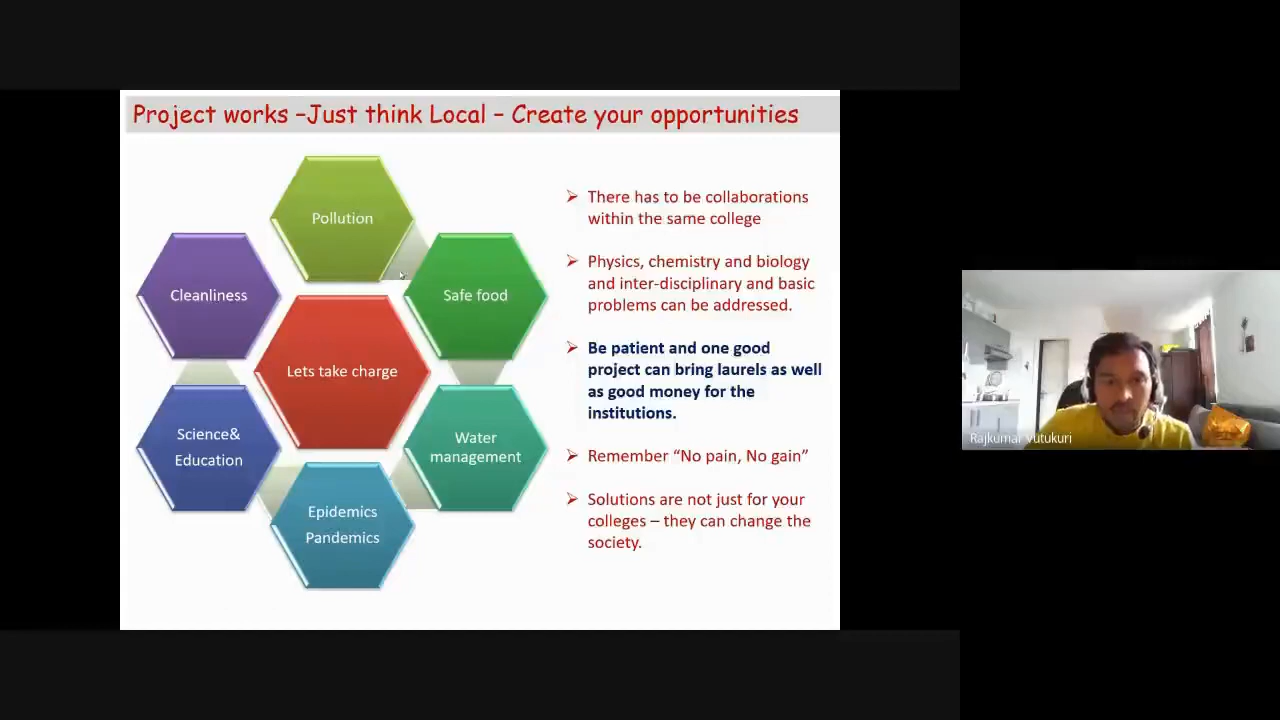 Project works –Just think Local – Create your opportunities
Pollution
Cleanliness
Safe food
Lets take charge
Science&
Education
Water
management
Epidemics
Pandemics
There has to be collaborations
within the same college
Physics, chemistry and biology
and inter-disciplinary and basic
problems can be addressed.
Be patient and one good
project can bring laurels as well
as good money for the
institutions.
Remember “No pain, No gain”
Solutions are not just for your
colleges – they can change the
society.
Rajkumar Vutukuri